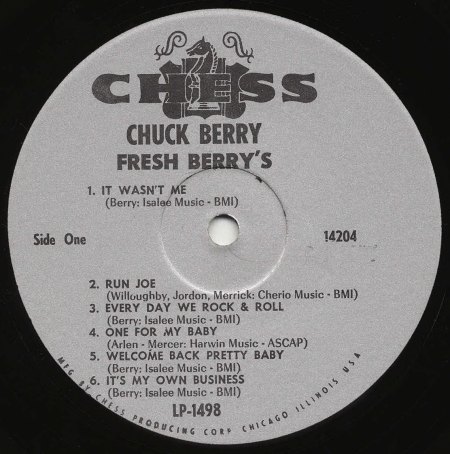 CHESS
CHUCK BERRY
FRESH BERRY'S
1. IT WASN'T ME
(Berry: Isalee Music - BMI)
Side One
14204
2. RUN JOE
(Willoughby, Jordon, Merrick: Cherio Music - BMI)
3. EVERY DAY WE ROCK & ROLL
(Berry: Isalee Music - BMI)
4. ONE FOR MY BABY
(Arlen - Mercer: Harwin Music - ASCAP)
5. WELCOME BACK PRETTY BABY
(Berry: Isalee Music - BMI)
6. IT'S MY OWN BUSINESS
(Berry: Isalee Music - BMI)
LP-1498
MFG. BY CHESS PRODUCING CORP. CHICAGO ILLINOIS USA